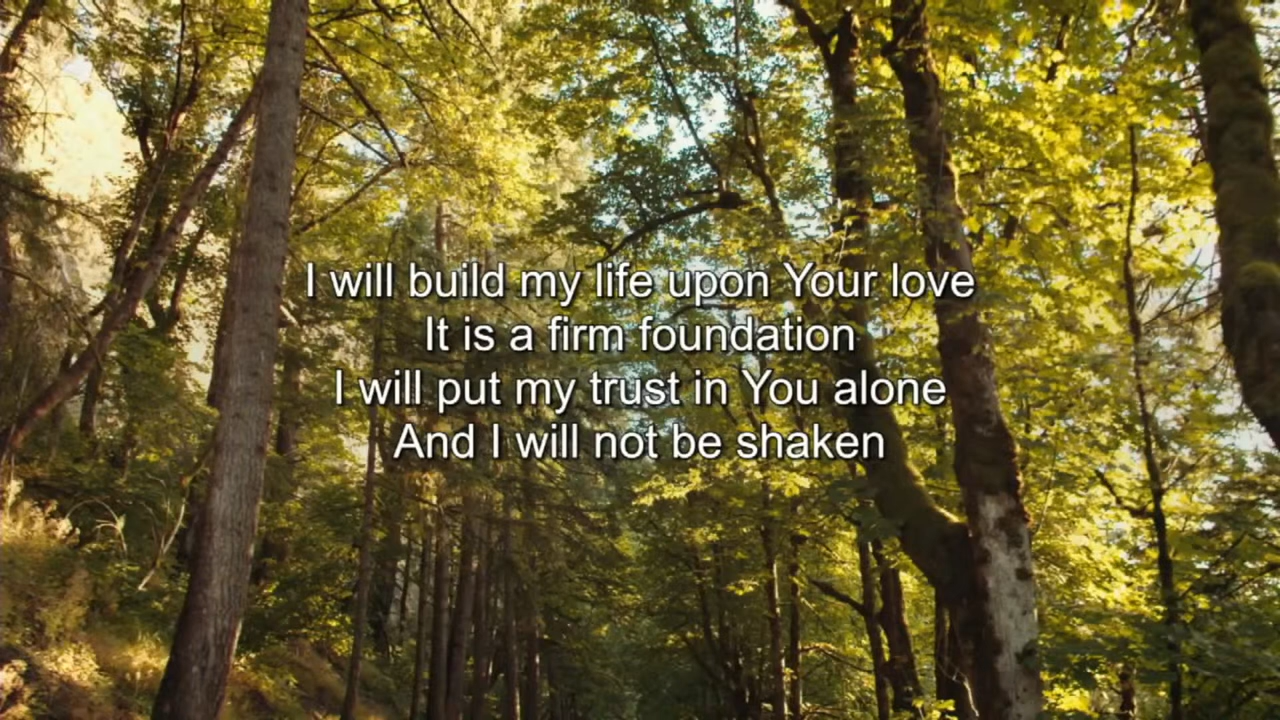 I will build my life upon Your love
It is a firm foundation
I will put my trust in You alone
And I will not be shaken